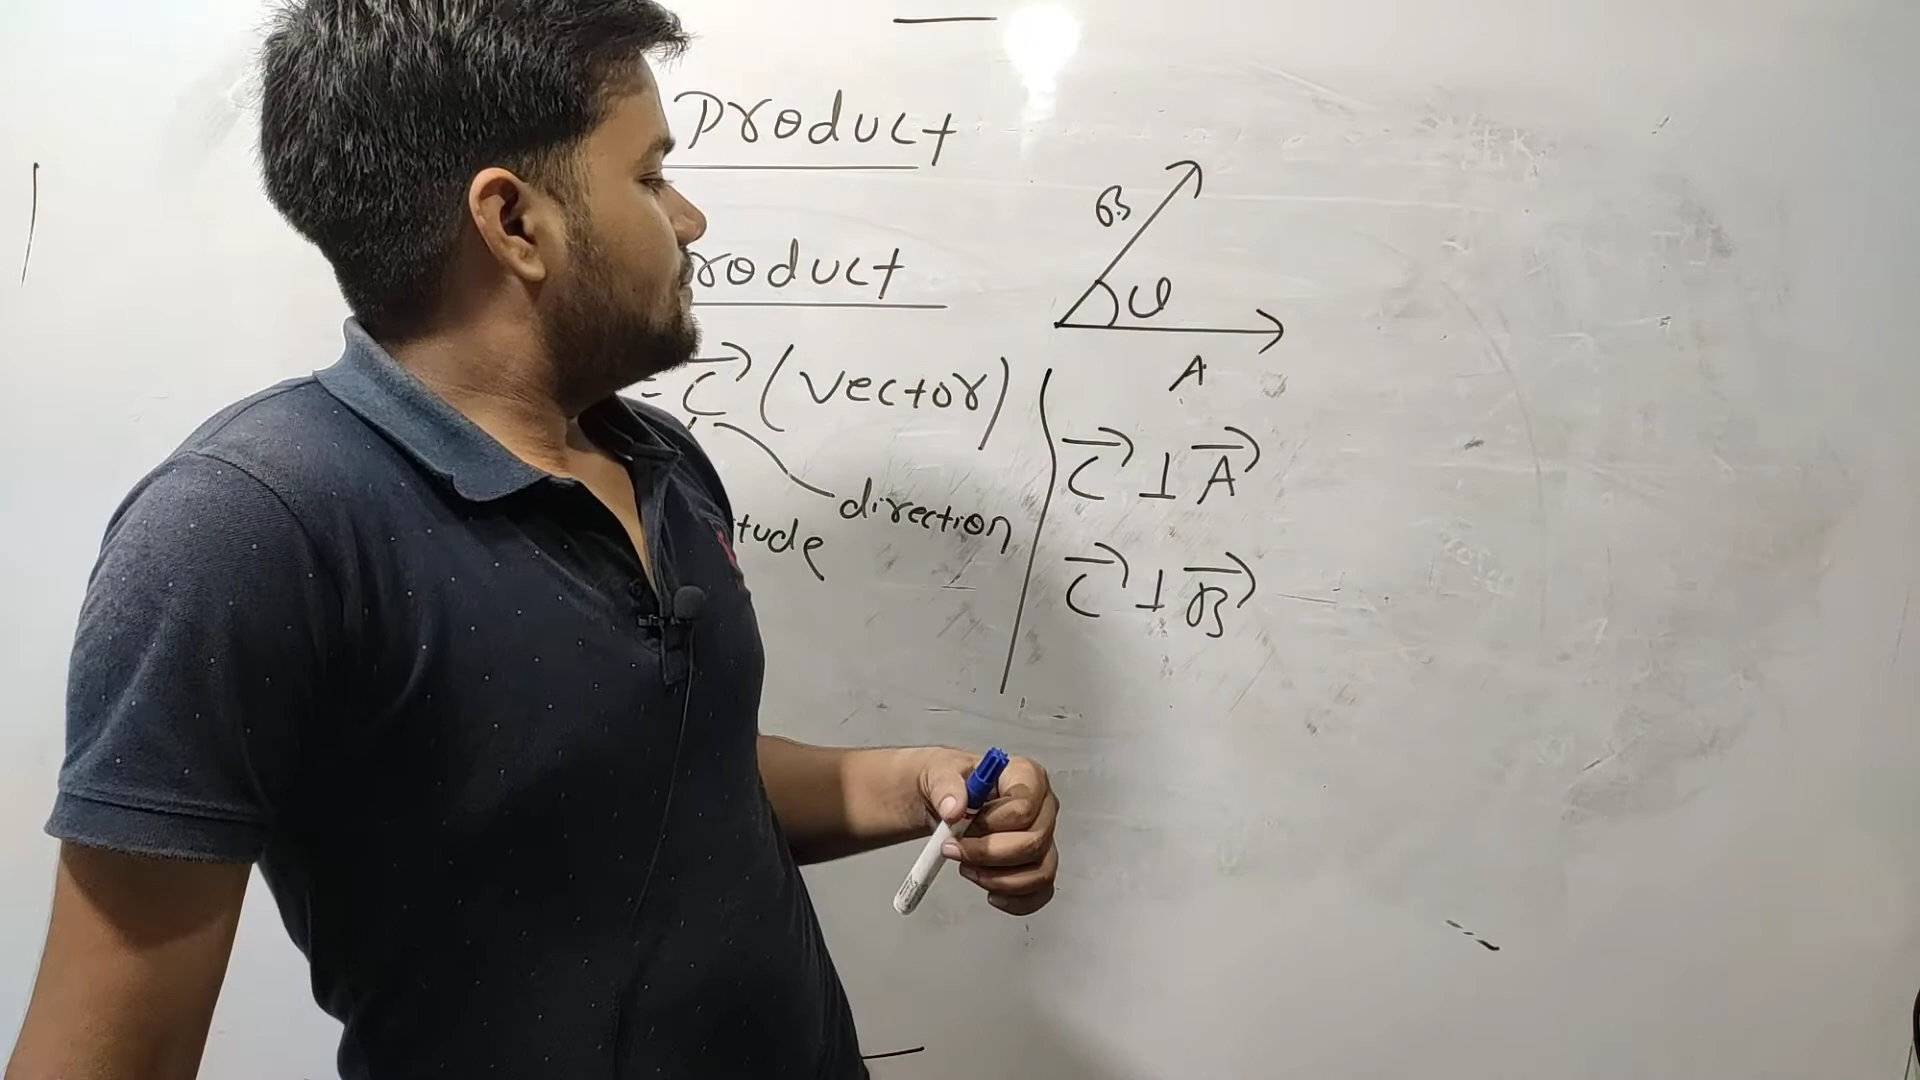 Product
B
roduct
θ
A
= C⃗ (vector)
direction
tude
C⃗ ⊥ A⃗
C⃗ ⊥ B⃗